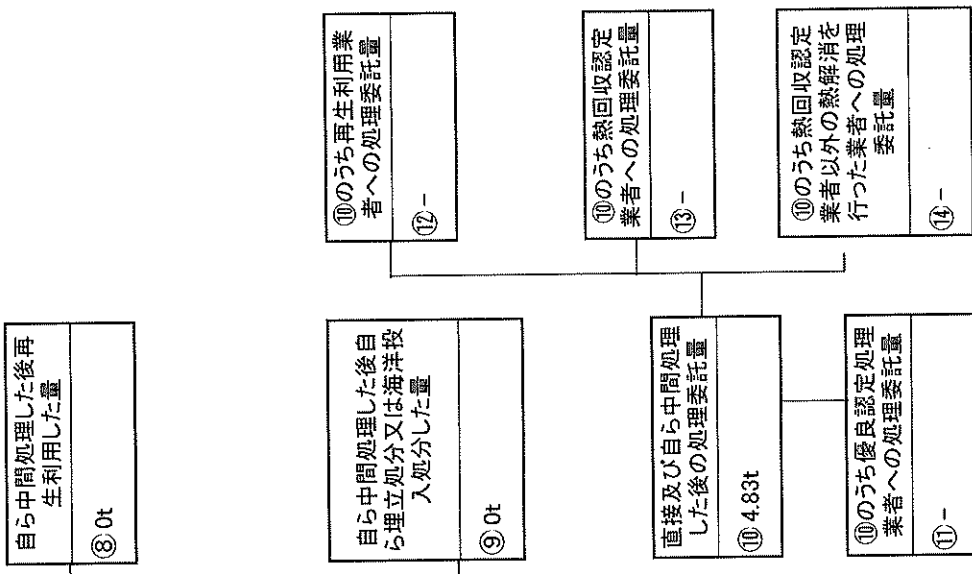 自ら中間処理した後再
生利用した量
⑧ 0t
自ら中間処理した後自
ら埋立処分又は海洋投
入処分した量
⑨ 0t
直接及び自ら中間処理
した後の処理委託量
⑩ 4.83t
⑩のうち優良認定処理
業者への処理委託量
⑪ -
⑩のうち再生利用業
者への処理委託量
⑫ -
⑩のうち熱回収認定
業者への処理委託量
⑬ -
⑩のうち熱回収認定
業者以外の熱解消を
行った業者への処理
委託量
⑭ -